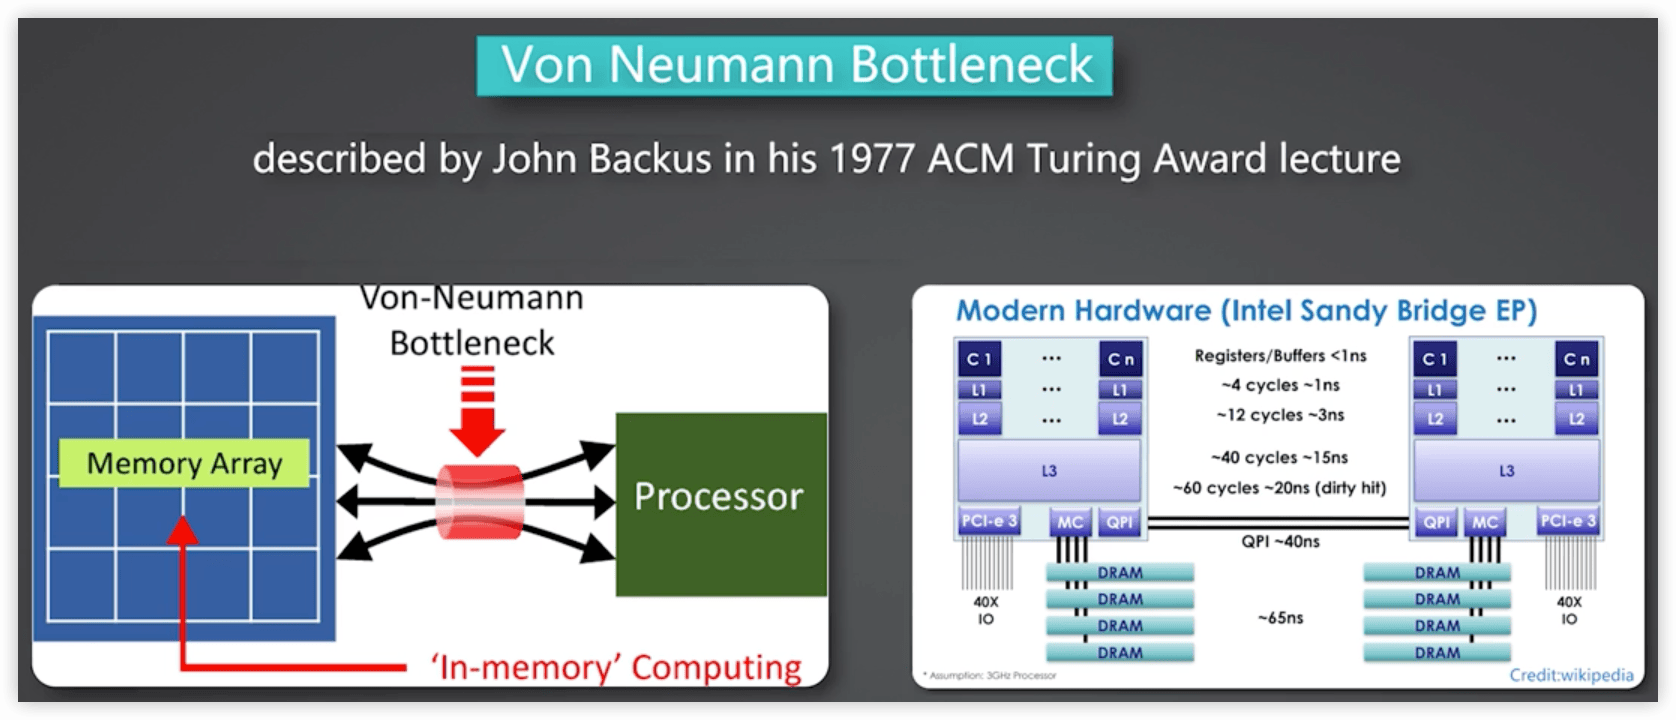 Von Neumann Bottleneck
described by John Backus in his 1977 ACM Turing Award lecture
Von-Neumann
Bottleneck
Memory Array
Processor
'In-memory' Computing
Modern Hardware (Intel Sandy Bridge EP)
C 1 ... C n Registers/Buffers <1ns C 1 ... C n
L1 ... L1 ~4 cycles ~1ns L1 ... L1
L2 ... L2 ~12 cycles ~3ns L2 ... L2
L3 ~40 cycles ~15ns L3
~60 cycles ~20ns (dirty hit)
PCI-e 3 MC QPI QPI MC PCI-e 3
QPI ~40ns
DRAM DRAM
40X DRAM DRAM 40X
IO ~65ns IO
DRAM DRAM
DRAM DRAM
* Assumption: 3GHz Processor
Credit:wikipedia